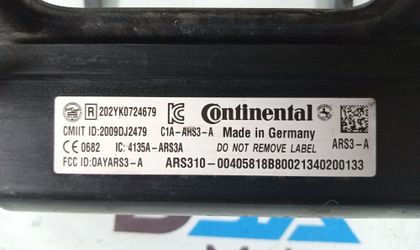 R 202YK0724679 Continental
CMIIT ID:2009DJ2479 C1A-ARS3-A Made in Germany
CE 0682 IC: 4135A-ARS3A DO NOT REMOVE LABEL ARS3-A
FCC ID:OAYARS3-A ARS310-00405818B80021340200133